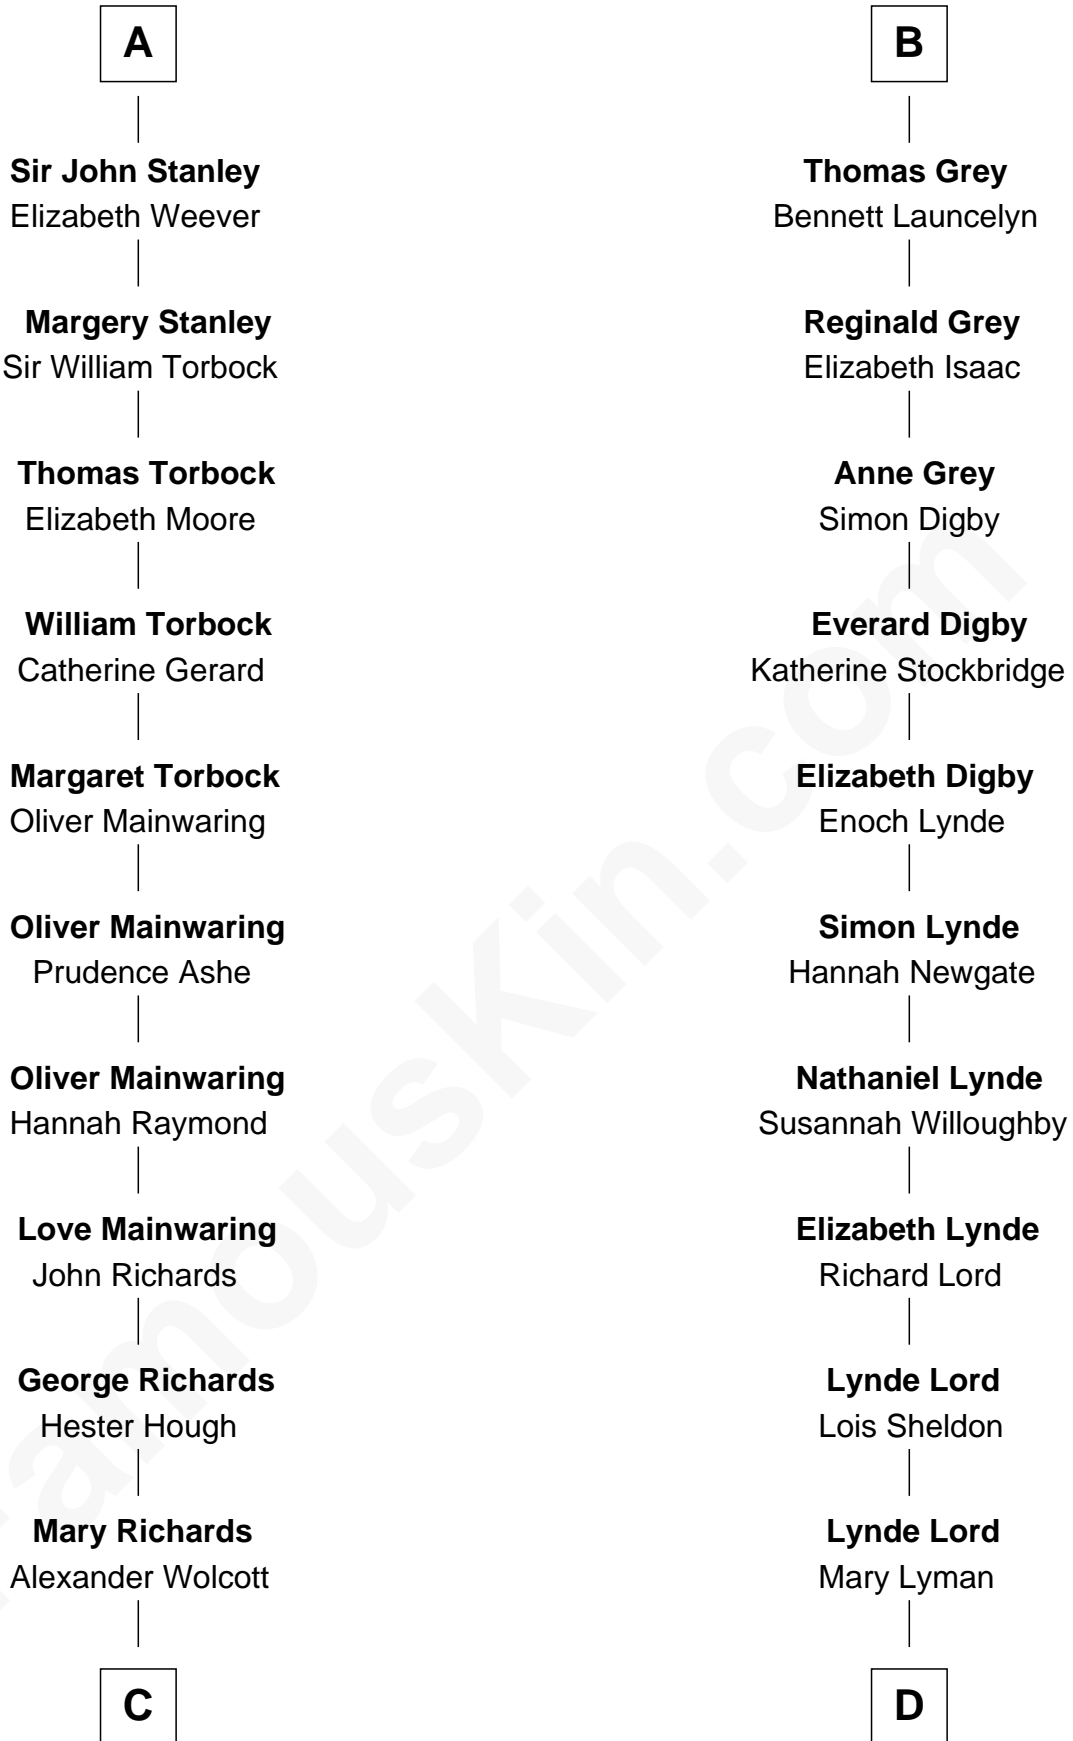 A
Sir John Stanley
Elizabeth Weever
Margery Stanley
Sir William Torbock
Thomas Torbock
Elizabeth Moore
William Torbock
Catherine Gerard
Margaret Torbock
Oliver Mainwaring
Oliver Mainwaring
Prudence Ashe
Oliver Mainwaring
Hannah Raymond
Love Mainwaring
John Richards
George Richards
Hester Hough
Mary Richards
Alexander Wolcott
C
B
Thomas Grey
Bennett Launcelyn
Reginald Grey
Elizabeth Isaac
Anne Grey
Simon Digby
Everard Digby
Katherine Stockbridge
Elizabeth Digby
Enoch Lynde
Simon Lynde
Hannah Newgate
Nathaniel Lynde
Susannah Willoughby
Elizabeth Lynde
Richard Lord
Lynde Lord
Lois Sheldon
Lynde Lord
Mary Lyman
D
FamousKin.com